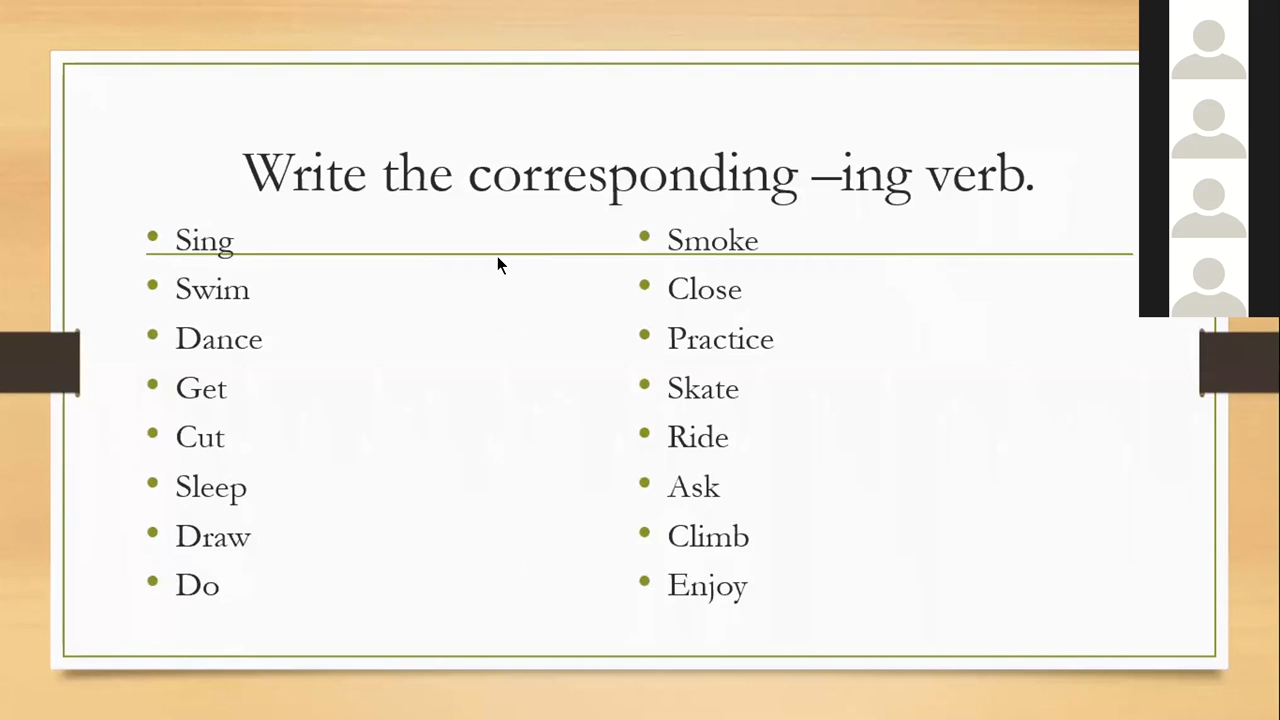 Write the corresponding –ing verb.
• Sing
• Swim
• Dance
• Get
• Cut
• Sleep
• Draw
• Do
• Smoke
• Close
• Practice
• Skate
• Ride
• Ask
• Climb
• Enjoy